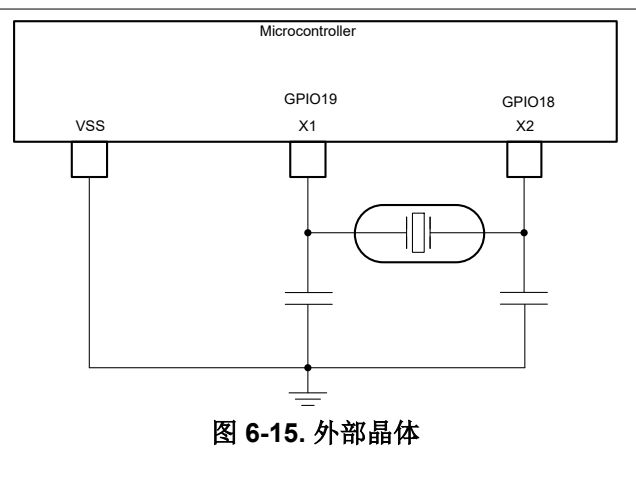 Microcontroller
GPIO19
GPIO18
VSS
X1
X2
图 6-15. 外部晶体